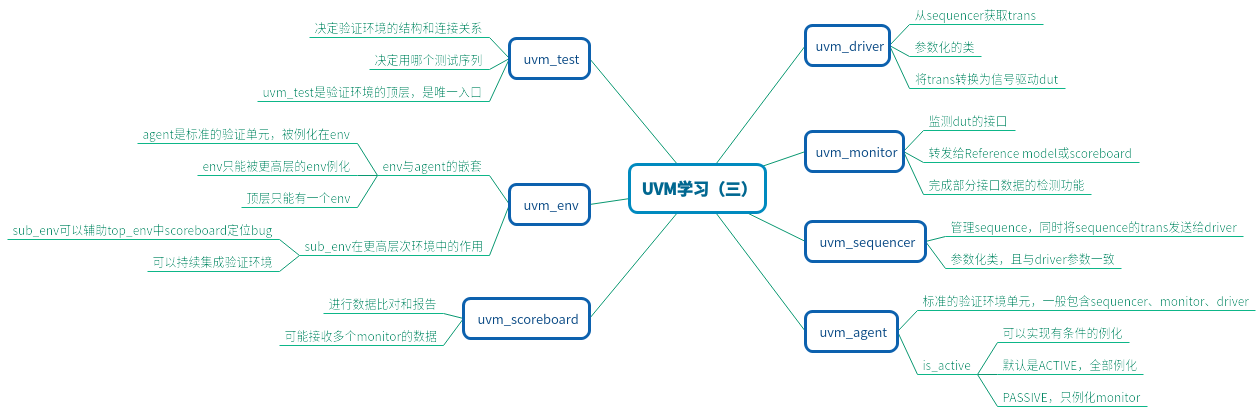 UVM学习（三）
uvm_driver
从sequencer获取trans
参数化的类
将trans转换为信号驱动dut
uvm_monitor
监测dut的接口
转发给Reference model或scoreboard
完成部分接口数据的检测功能
uvm_sequencer
管理sequence，同时将sequence的trans发送给driver
参数化类，且与driver参数一致
uvm_agent
标准的验证环境单元，一般包含sequencer、monitor、driver
is_active
可以实现有条件的例化
默认是ACTIVE，全部例化
PASSIVE，只例化monitor
uvm_test
决定验证环境的结构和连接关系
决定用哪个测试序列
uvm_test是验证环境的顶层，是唯一入口
uvm_env
env与agent的嵌套
agent是标准的验证单元，被例化在env
env只能被更高层的env例化
顶层只能有一个env
sub_env在更高层次环境中的作用
sub_env可以辅助top_env中scoreboard定位bug
可以持续集成验证环境
uvm_scoreboard
进行数据比对和报告
可能接收多个monitor的数据